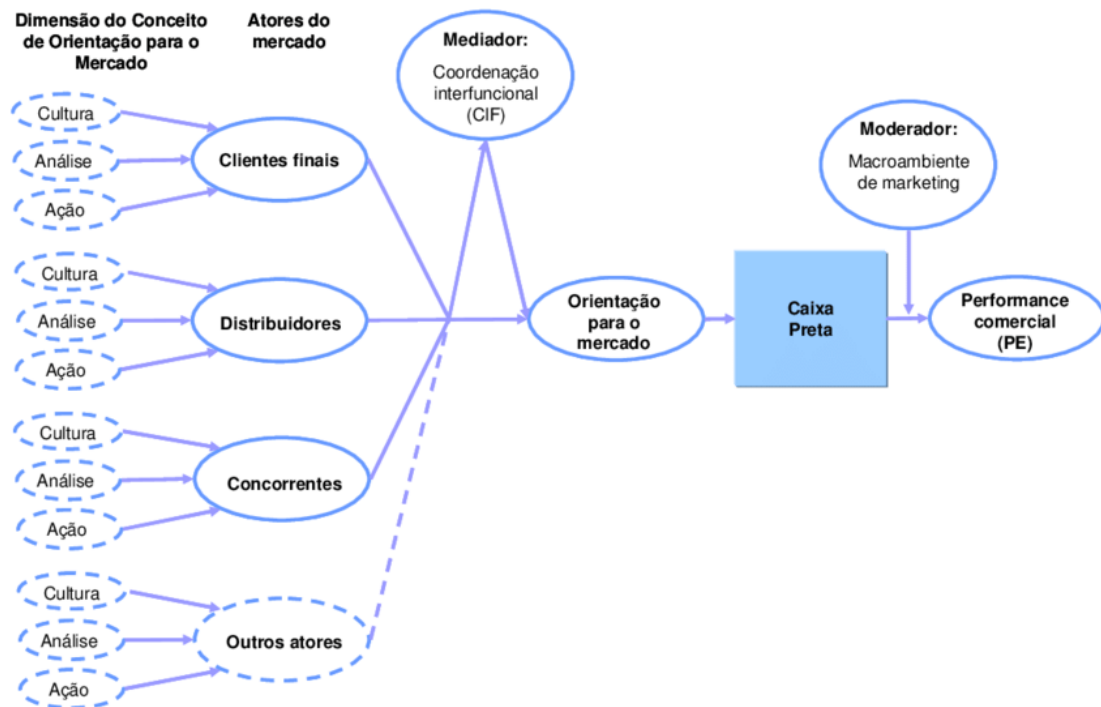 Dimensão do Conceito
de Orientação para o
Mercado
Atores do
mercado
Cultura
Análise
Ação
Clientes finais
Cultura
Análise
Ação
Distribuidores
Cultura
Análise
Ação
Concorrentes
Cultura
Análise
Ação
Outros atores
Mediador:
Coordenação
interfuncional
(CIF)
Orientação
para o
mercado
Caixa
Preta
Moderador:
Macroambiente
de marketing
Performance
comercial
(PE)